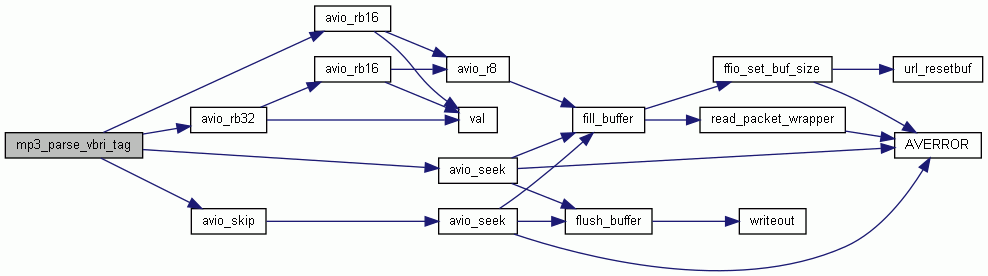 avio_rb16
avio_rb16
avio_r8
ffio_set_buf_size
url_resetbuf
avio_rb32
val
fill_buffer
read_packet_wrapper
mp3_parse_vbri_tag
AVERROR
avio_seek
avio_skip
avio_seek
flush_buffer
writeout